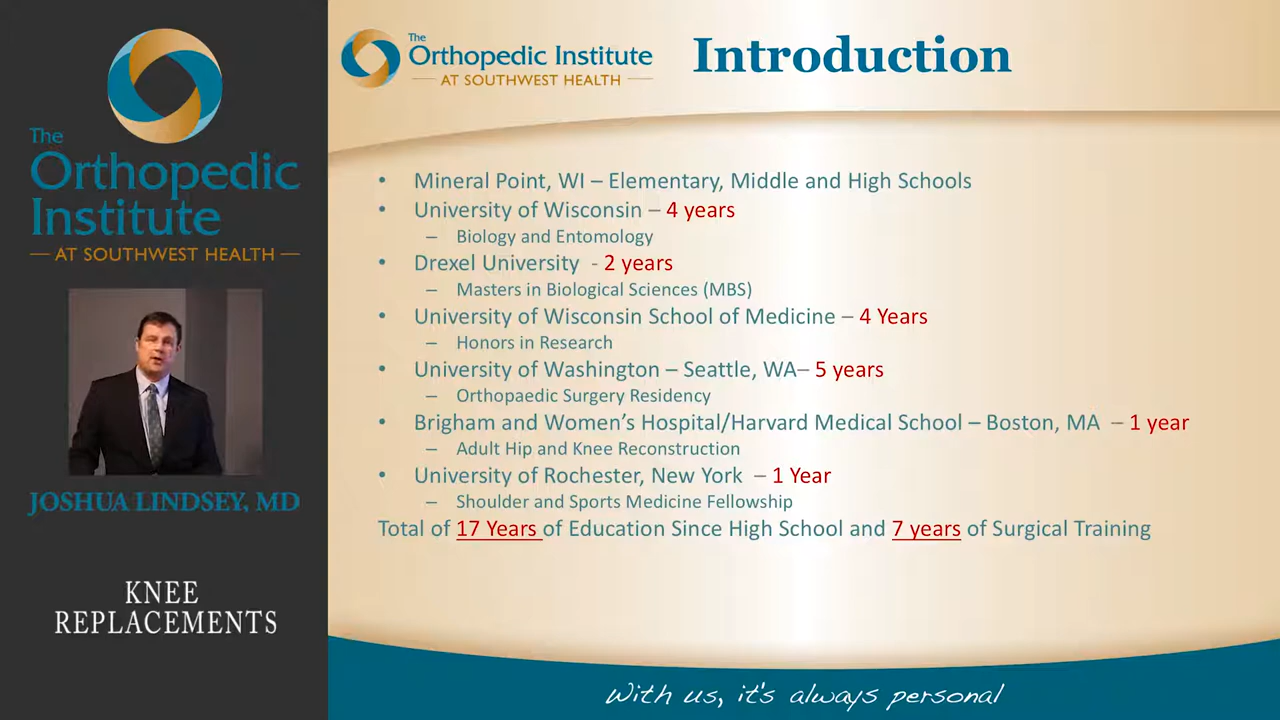 The
Orthopedic
Institute
— AT SOUTHWEST HEALTH —
JOSHUA LINDSEY, MD
KNEE
REPLACEMENTS
The
Orthopedic Institute
— AT SOUTHWEST HEALTH —
Introduction
• Mineral Point, WI – Elementary, Middle and High Schools
• University of Wisconsin – 4 years
– Biology and Entomology
• Drexel University - 2 years
– Masters in Biological Sciences (MBS)
• University of Wisconsin School of Medicine – 4 Years
– Honors in Research
• University of Washington – Seattle, WA– 5 years
– Orthopaedic Surgery Residency
• Brigham and Women's Hospital/Harvard Medical School – Boston, MA – 1 year
– Adult Hip and Knee Reconstruction
• University of Rochester, New York – 1 Year
– Shoulder and Sports Medicine Fellowship
Total of 17 Years of Education Since High School and 7 years of Surgical Training
With us, it's always personal